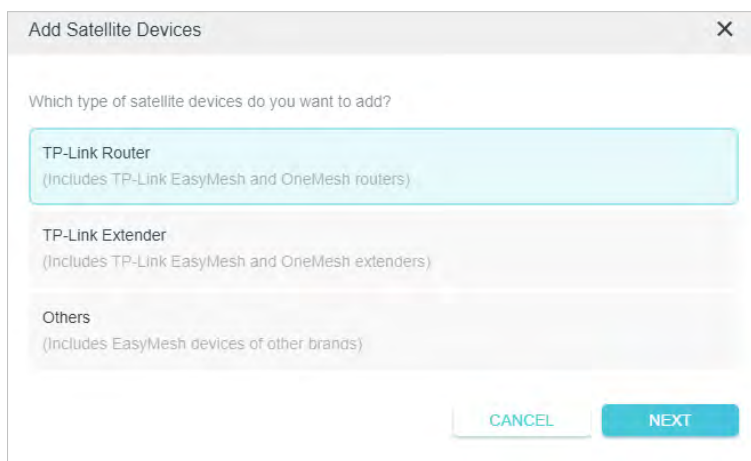 Add Satellite Devices
Which type of satellite devices do you want to add?
TP-Link Router
(Includes TP-Link EasyMesh and OneMesh routers)
TP-Link Extender
(Includes TP-Link EasyMesh and OneMesh extenders)
Others
(Includes EasyMesh devices of other brands)
CANCEL NEXT